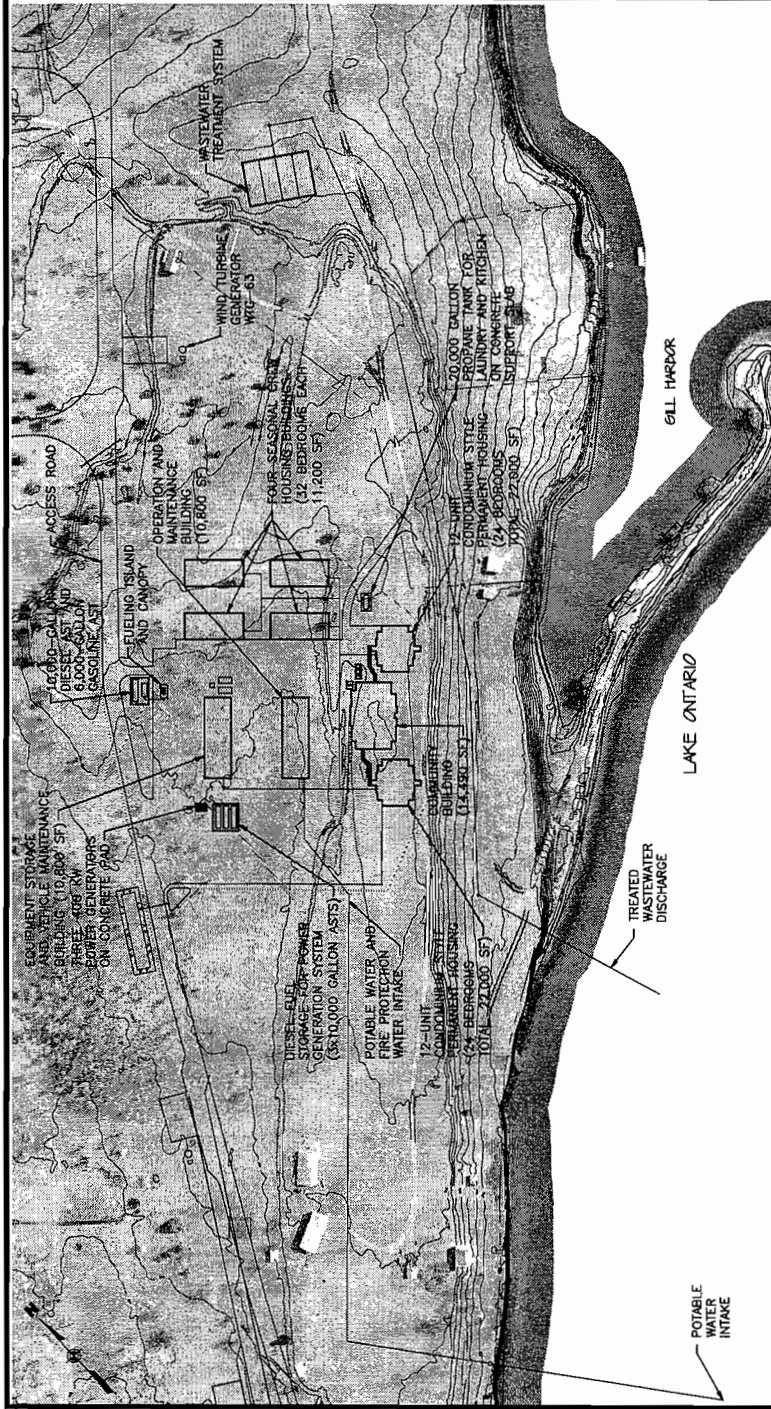 EQUIPMENT STORAGE
AND VEHICLE MAINTENANCE
BUILDING (10,800 SF)
THREE 400 KW
POWER GENERATORS
ON CONCRETE PAD
10,000 GALLON
DIESEL AST AND
6,000 GALLON
GASOLINE AST
ACCESS ROAD
FUELING ISLAND
AND CANOPY
OPERATION AND
MAINTENANCE
BUILDING
(10,800 SF)
WIND TURBINE
GENERATOR
WTG-63
WASTEWATER
TREATMENT SYSTEM
FOUR SEASONAL CREW
HOUSING BUILDINGS
(32 BEDROOMS EACH
11,200 SF)
DIESEL FUEL
STORAGE FOR POWER
GENERATION SYSTEM
(3x10,000 GALLON ASTS)
POTABLE WATER AND
FIRE PROTECTION
WATER INTAKE
12-UNIT
CONDOMINIUM STYLE
PERMANENT HOUSING
(24 BEDROOMS
TOTAL 27,000 SF)
COMMUNITY
BUILDING
(14,490 SF)
12-UNIT
CONDOMINIUM STYLE
PERMANENT HOUSING
(24 BEDROOMS
TOTAL 27,000 SF)
20,000 GALLON
PROPANE TANK FOR
LAUNDRY AND KITCHEN
ON CONCRETE
SUPPORT SLAB
GILL HARBOR
LAKE ONTARIO
TREATED
WASTEWATER
DISCHARGE
POTABLE
WATER
INTAKE
N